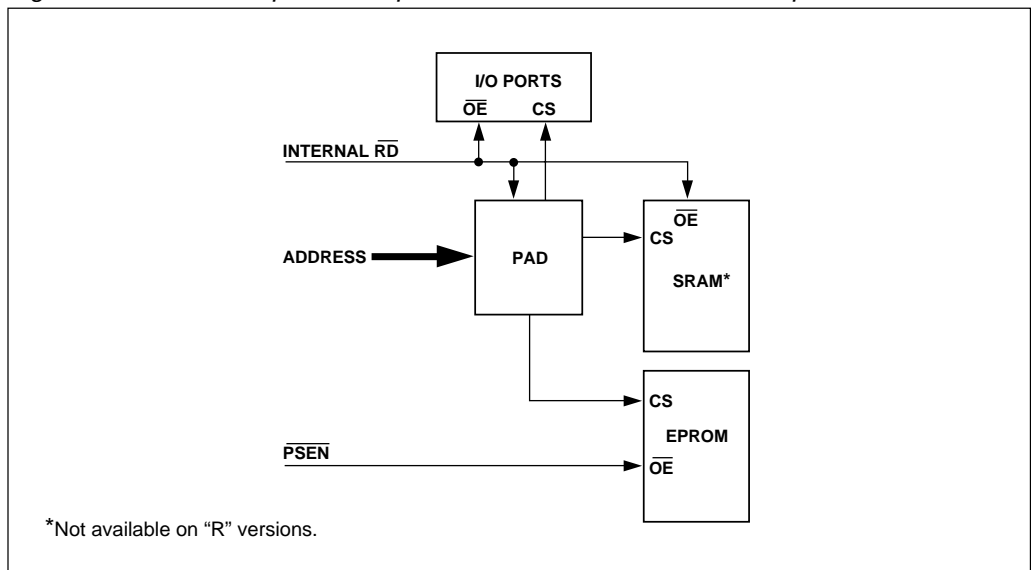 I/O PORTS
OE CS
INTERNAL RD
OE
CS
ADDRESS
PAD
SRAM*
CS
EPROM
PSEN
OE
*Not available on “R” versions.